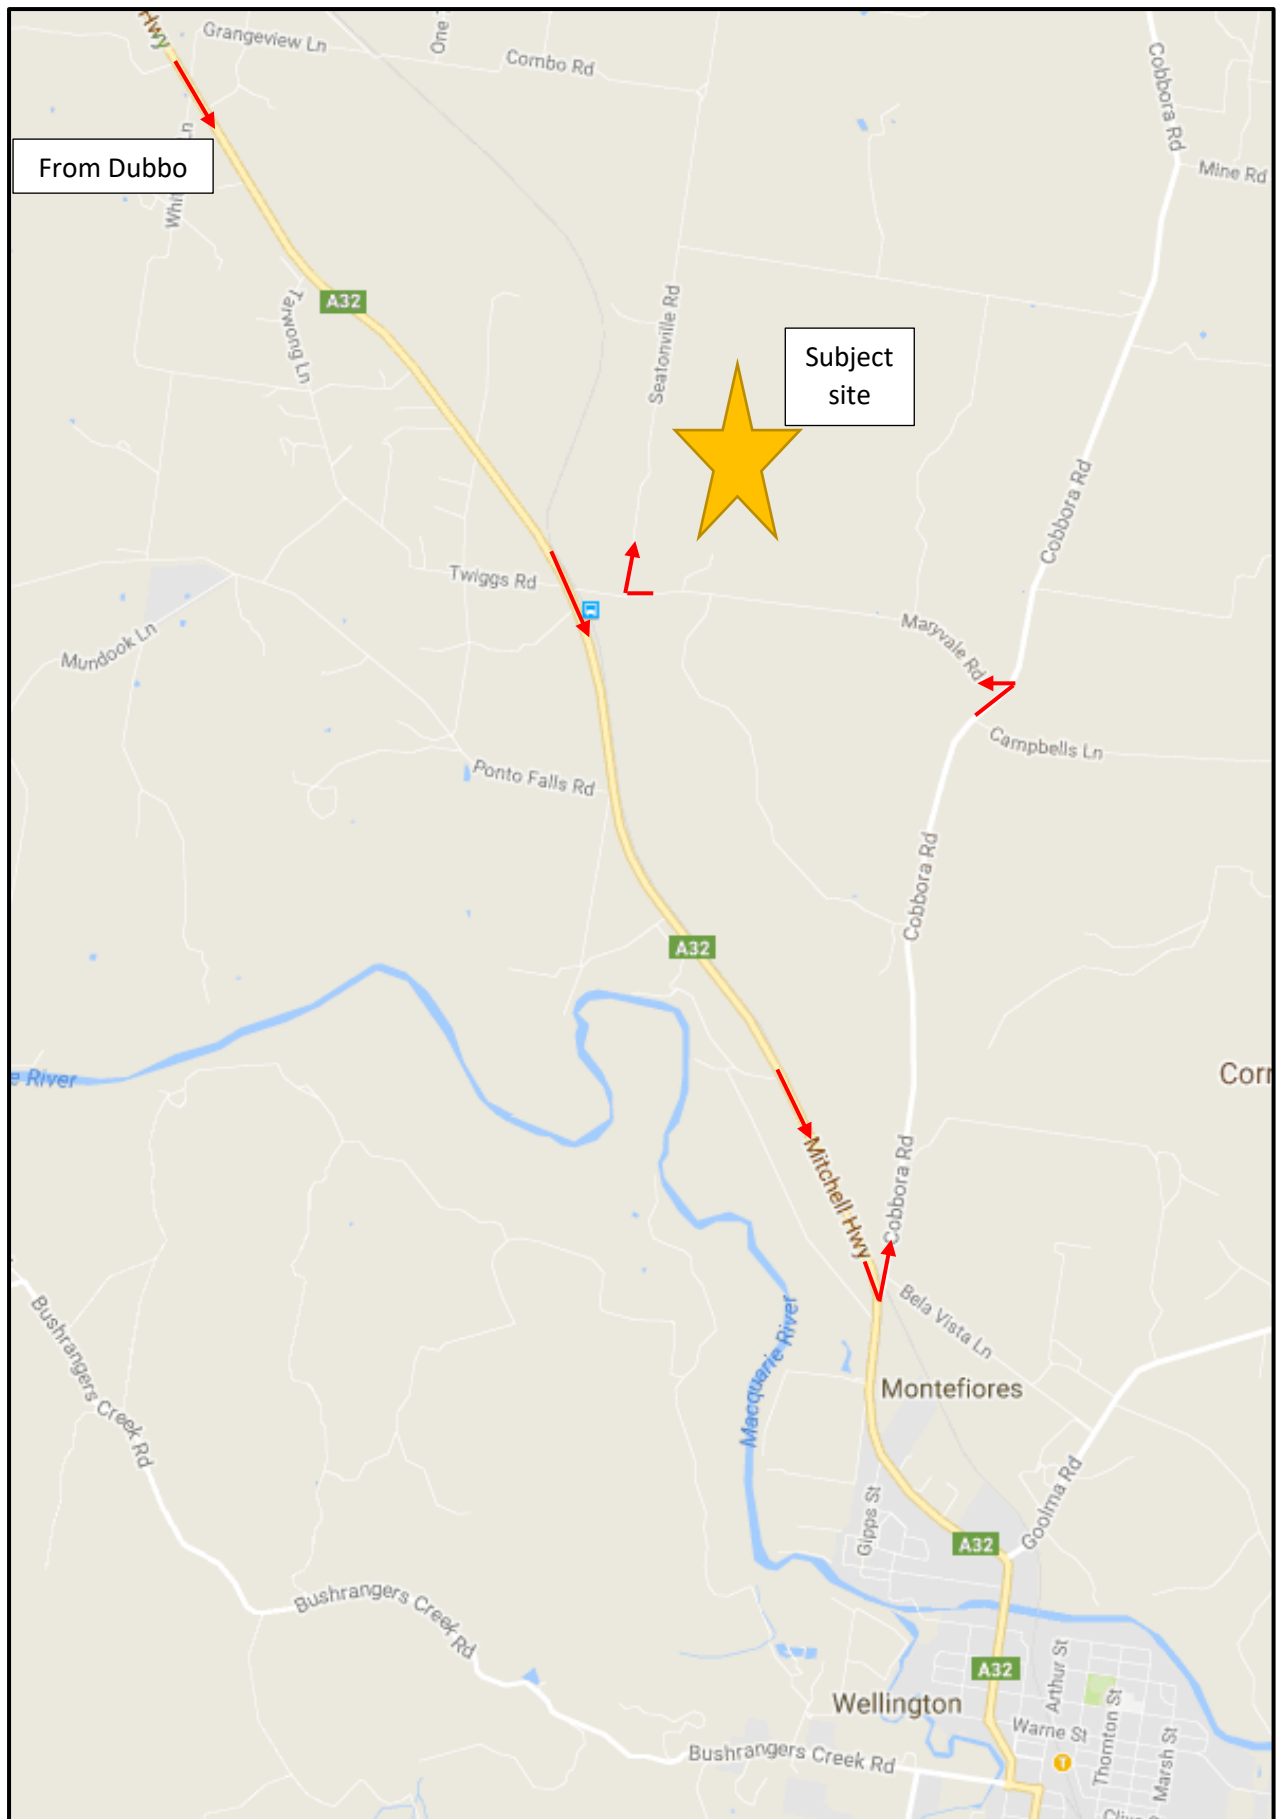 Hwy
Grangeview Ln
One
Combo Rd
Cobbora Rd
Mine Rd
From Dubbo
Whi
Ln
A32
Tarwong Ln
Seatonville Rd
Subject
site
Cobbora Rd
Twiggs Rd
Mundook Ln
Maryvale Rd
Campbells Ln
Ponto Falls Rd
Cobbora Rd
A32
e River
Corr
Mitchell Hwy
Cobbora Rd
Bela Vista Ln
Macquarie River
Bushrangers Creek Rd
Montefiores
Goolma Rd
Gipps St
A32
Bushrangers Creek Rd
A32
Arthur St
Wellington
Warne St
Thornton St
Marsh St
Bushrangers Creek Rd
T